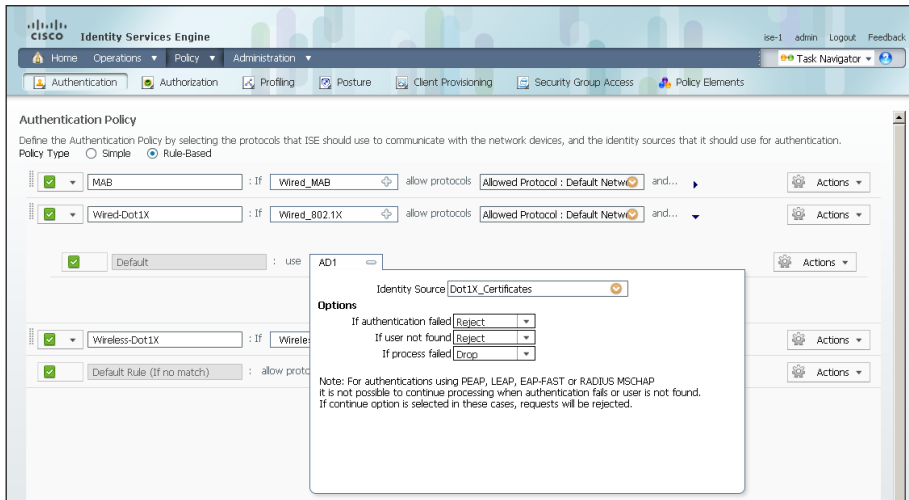 CISCO Identity Services Engine
ise-1 admin Logout Feedback
Home Operations Policy Administration
Task Navigator
Authentication Authorization Profiling Posture Client Provisioning Security Group Access Policy Elements
Authentication Policy
Define the Authentication Policy by selecting the protocols that ISE should use to communicate with the network devices, and the identity sources that it should use for authentication.
Policy Type Simple Rule-Based
MAB : If Wired_MAB allow protocols Allowed Protocol : Default Netw and... Actions
Wired-Dot1X : If Wired_802.1X allow protocols Allowed Protocol : Default Netw and... Actions
Default : use AD1 Actions
Identity Source Dot1X_Certificates
Options
If authentication failed Reject
If user not found Reject
If process failed Drop
Note: For authentications using PEAP, LEAP, EAP-FAST or RADIUS MSCHAP
it is not possible to continue processing when authentication fails or user is not found.
If continue option is selected in these cases, requests will be rejected.
Wireless-Dot1X : If Wireles Actions
Default Rule (If no match) : allow proto Actions